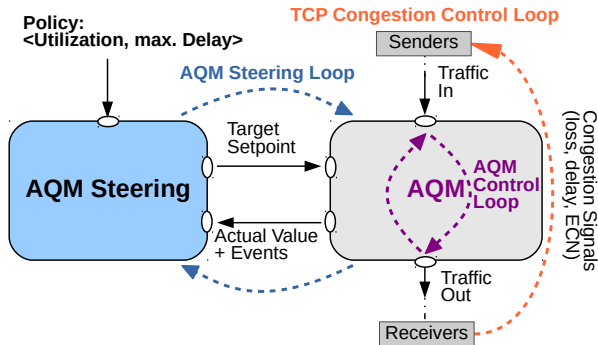 TCP Congestion Control Loop
Policy:
<Utilization, max. Delay>
Senders
AQM Steering Loop
Traffic
In
Target
Setpoint
AQM Steering
AQM
AQM
Control
Loop
Congestion Signals
(loss, delay, ECN)
Actual Value
+ Events
Traffic
Out
Receivers